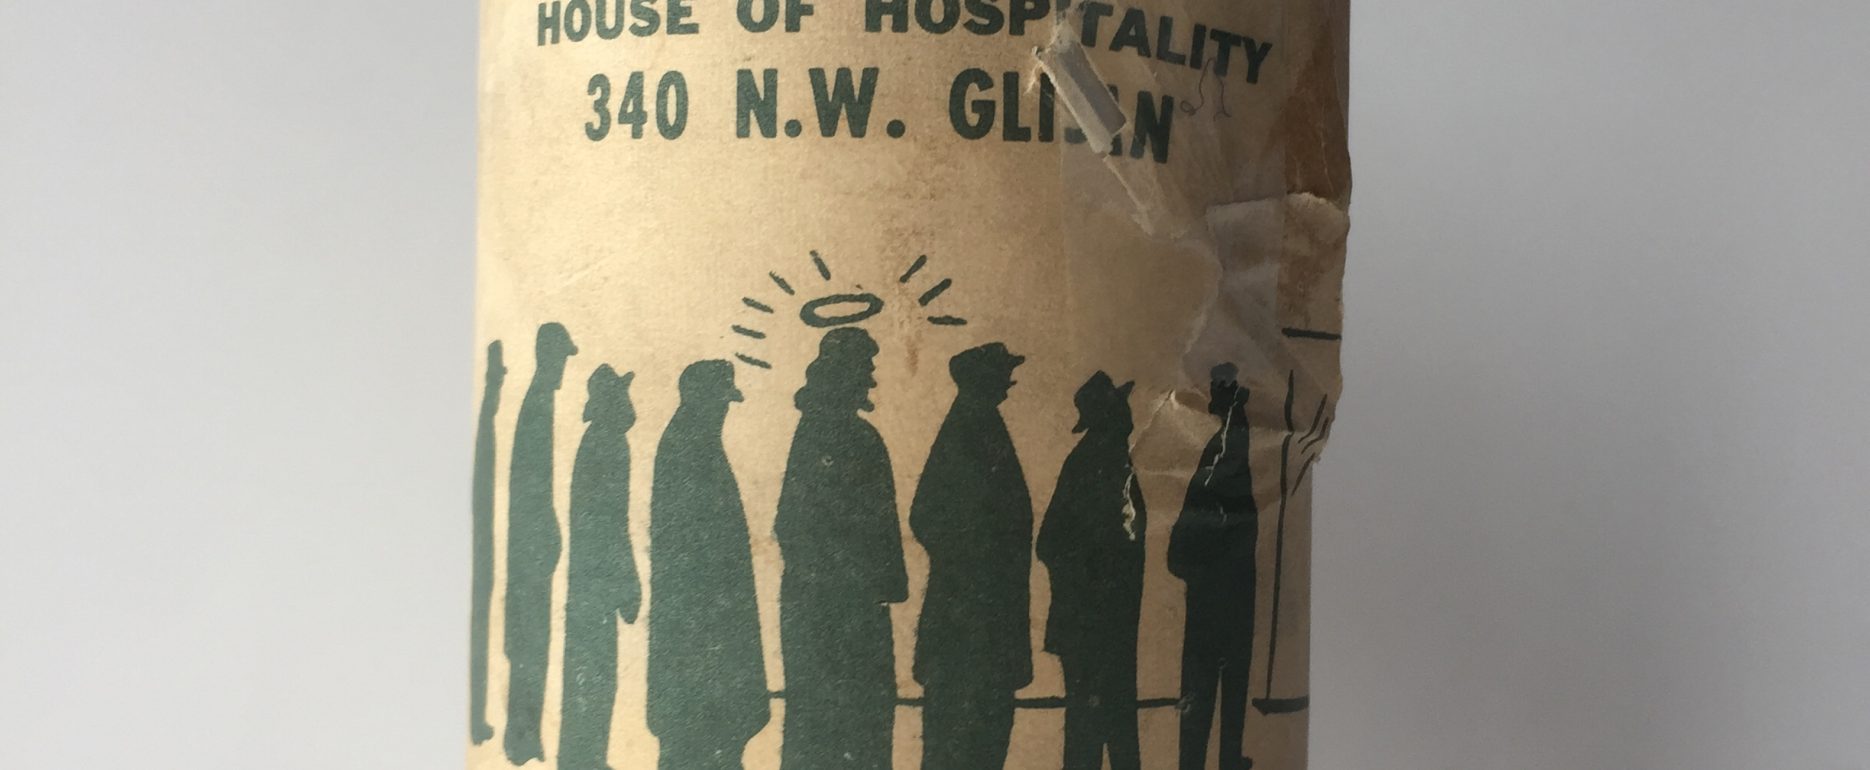 HOUSE OF HOSPITALITY
340 N.W. GLISAN